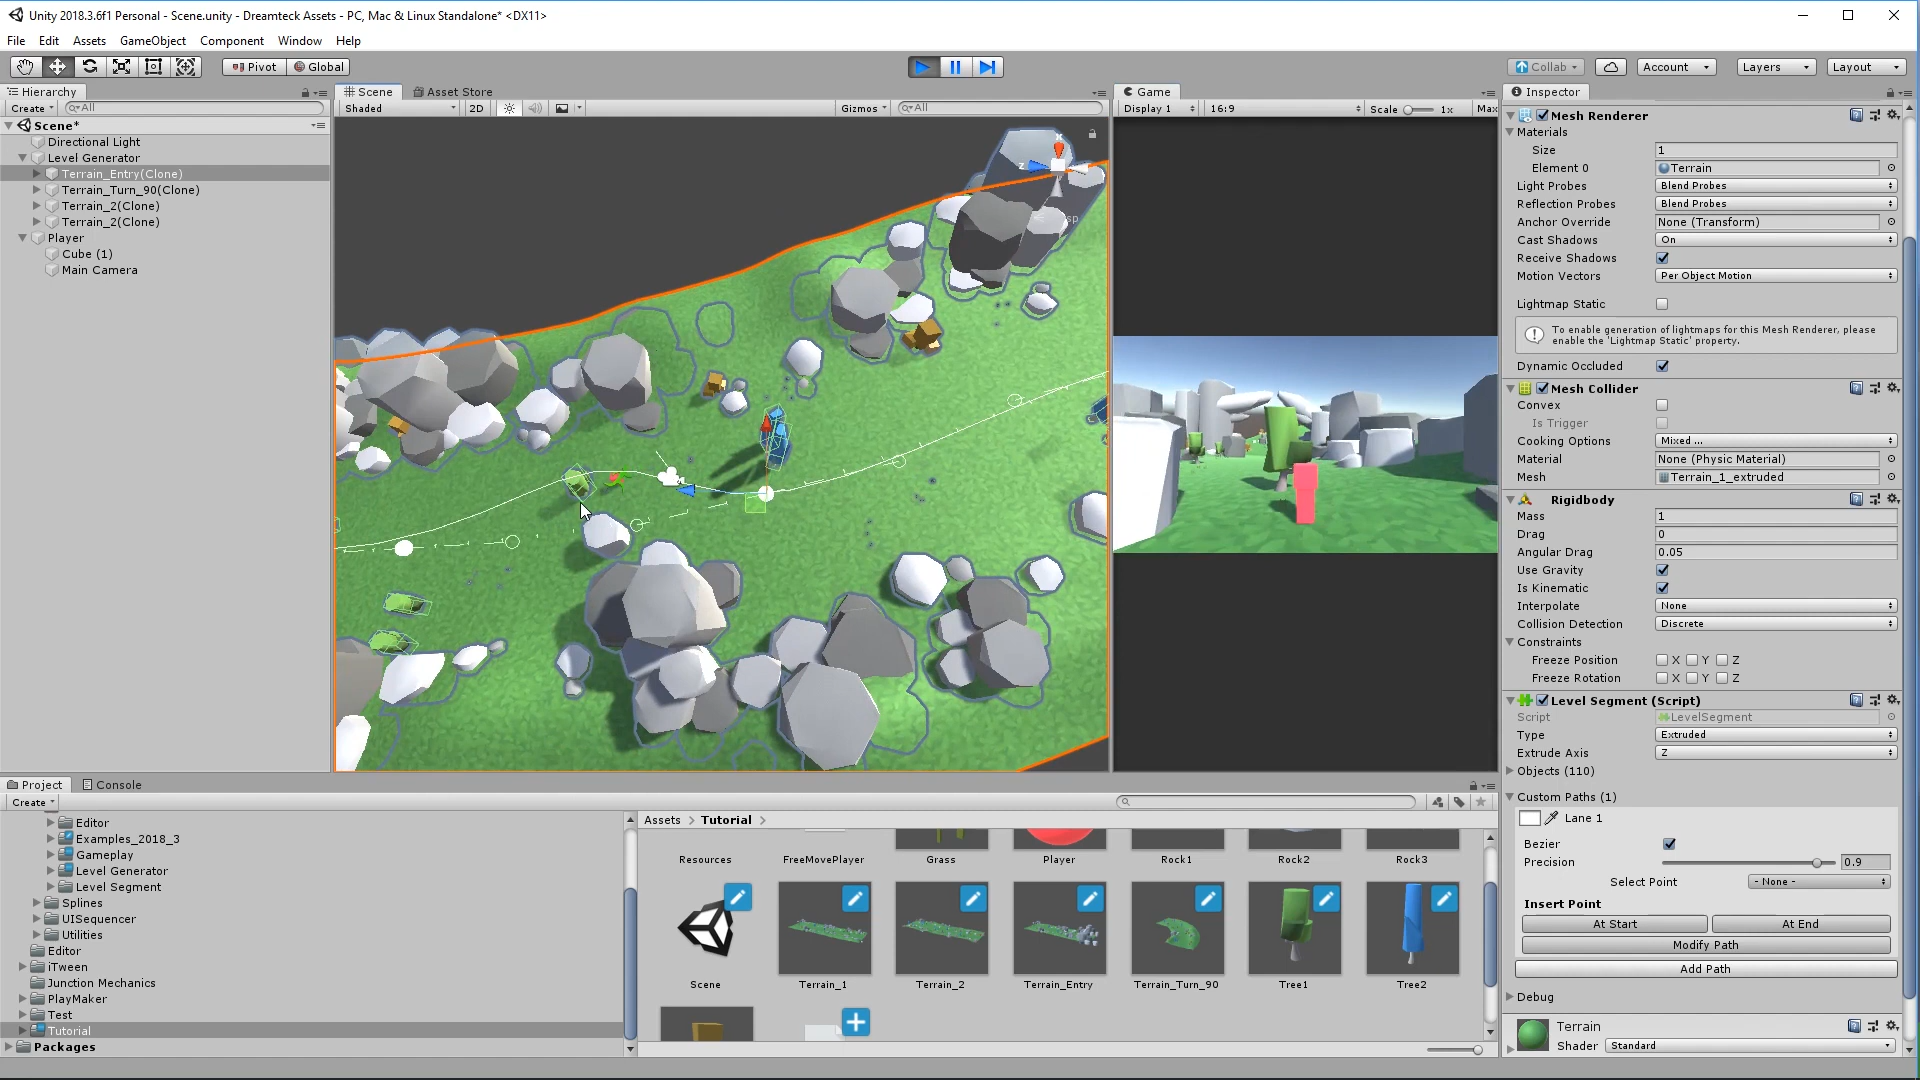 Unity 2018.3.6f1 Personal - Scene.unity - Dreamteck Assets - PC, Mac & Linux Standalone* <DX11>
File Edit Assets GameObject Component Window Help
Pivot Global Collab Account Layers Layout
Hierarchy
Create All
Scene*
Directional Light
Level Generator
Terrain_Entry(Clone)
Terrain_Turn_90(Clone)
Terrain_2(Clone)
Terrain_2(Clone)
Player
Cube (1)
Main Camera
Scene Asset Store
Shaded 2D Gizmos All
x
z
Game
Display 1 16:9 Scale 1x Max
Inspector
Mesh Renderer
Materials
Size 1
Element 0 Terrain
Light Probes Blend Probes
Reflection Probes Blend Probes
Anchor Override None (Transform)
Cast Shadows On
Receive Shadows
Motion Vectors Per Object Motion
Lightmap Static
To enable generation of lightmaps for this Mesh Renderer, please
enable the 'Lightmap Static' property.
Dynamic Occluded
Mesh Collider
Convex
Is Trigger
Cooking Options Mixed ...
Material None (Physic Material)
Mesh Terrain_1_extruded
Rigidbody
Mass 1
Drag 0
Angular Drag 0.05
Use Gravity
Is Kinematic
Interpolate None
Collision Detection Discrete
Constraints
Freeze Position X Y Z
Freeze Rotation X Y Z
Level Segment (Script)
Script LevelSegment
Type Extruded
Extrude Axis Z
Objects (110)
Custom Paths (1)
Lane 1
Bezier
Precision 0.9
Select Point - None -
Insert Point
At Start At End
Modify Path
Add Path
Debug
Terrain
Shader Standard
Project Console
Create
Editor
Examples_2018_3
Gameplay
Level Generator
Level Segment
Splines
UISequencer
Utilities
Editor
iTween
Junction Mechanics
PlayMaker
Test
Tutorial
Packages
Assets > Tutorial >
Resources FreeMovePlayer Grass Player Rock1 Rock2 Rock3
Scene Terrain_1 Terrain_2 Terrain_Entry Terrain_Turn_90 Tree1 Tree2